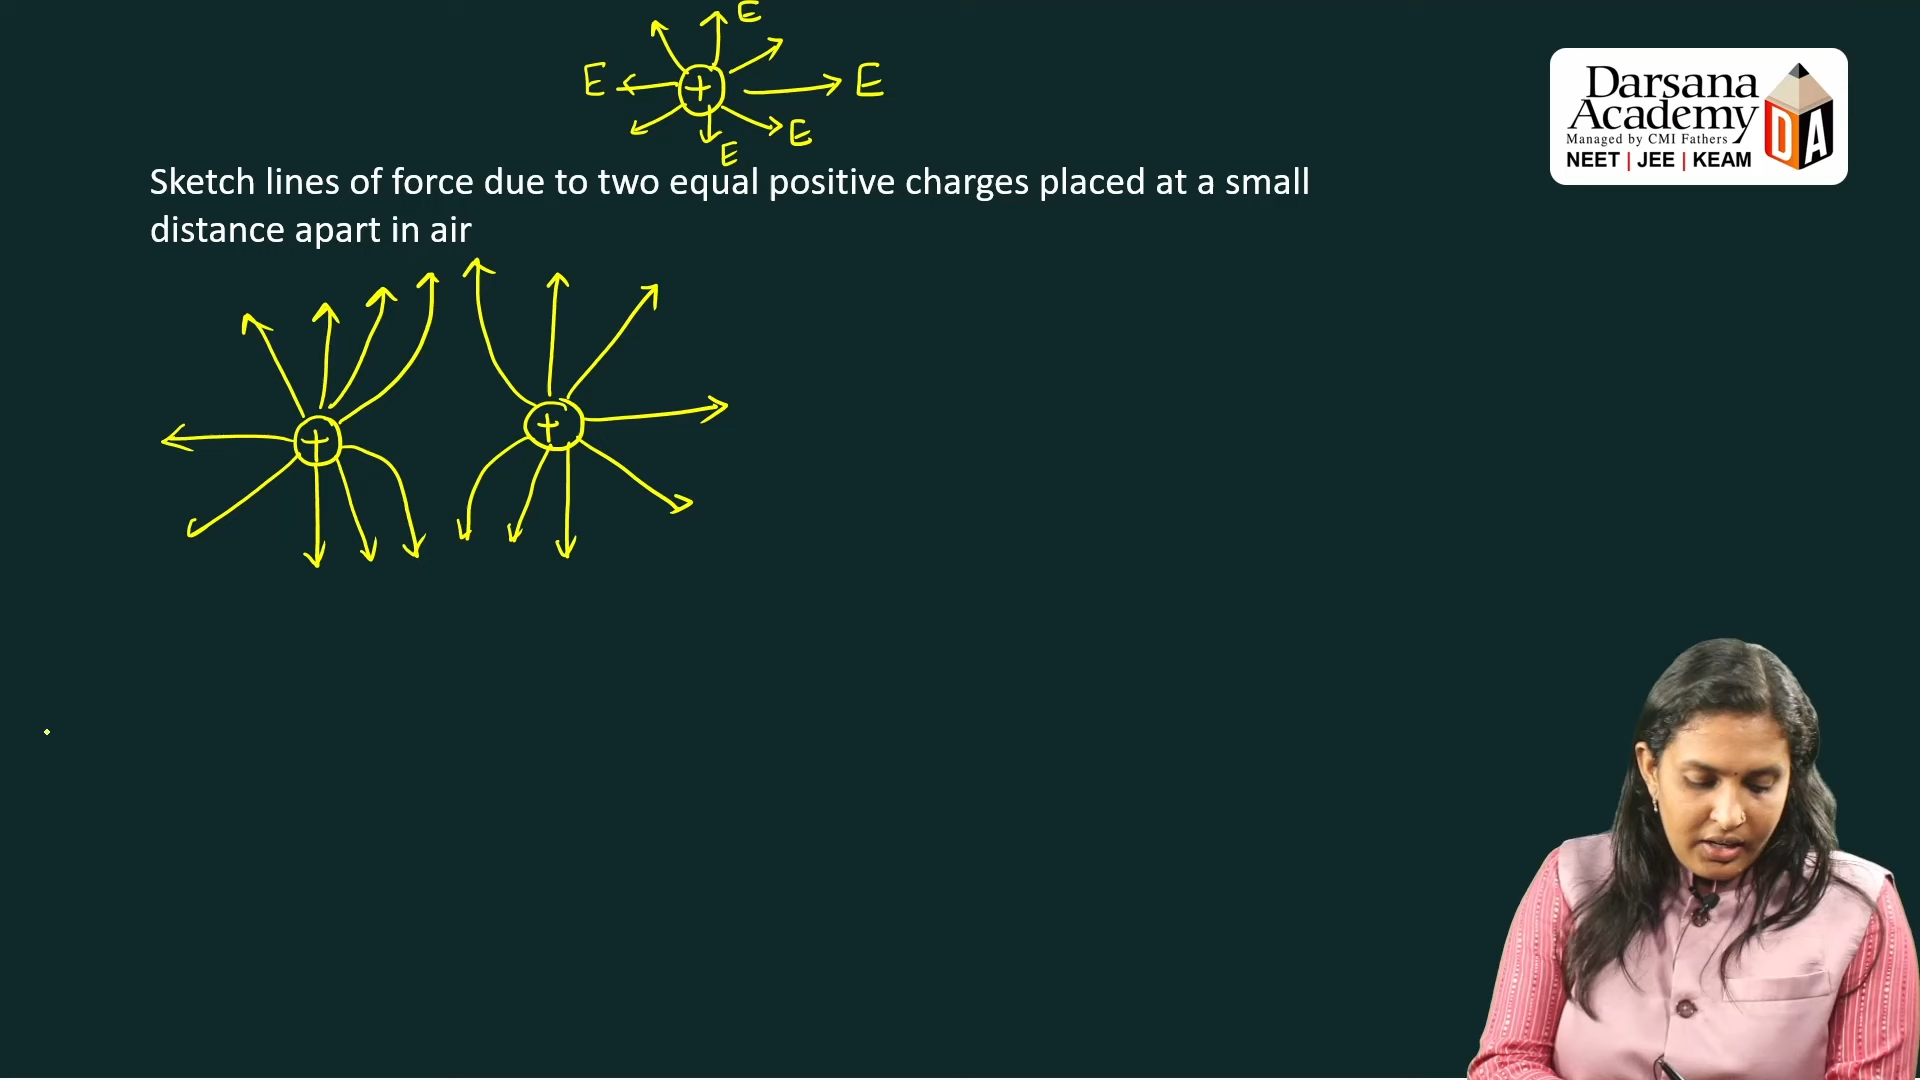 E
E + E
E
E
Sketch lines of force due to two equal positive charges placed at a small
distance apart in air
+ +
Darsana
Academy
Managed by CMI Fathers
DA
NEET | JEE | KEAM